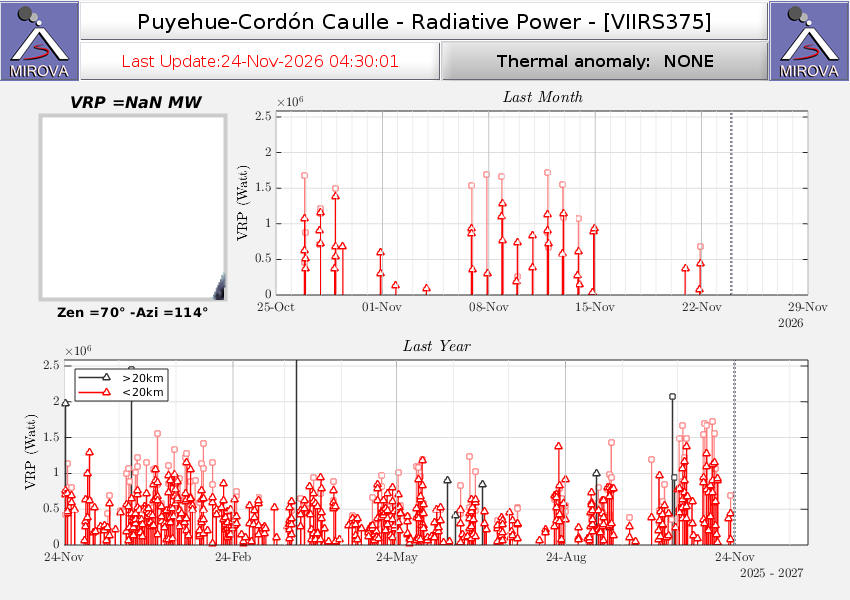 Puyehue-Cordón Caulle - Radiative Power - [VIIRS375]
MIROVA
Last Update:24-Nov-2026 04:30:01
Thermal anomaly: NONE
MIROVA
VRP =NaN MW
Zen =70° -Azi =114°
Last Month
×10^6
VRP (Watt)
2.5
2
1.5
1
0.5
0
25-Oct 01-Nov 08-Nov 15-Nov 22-Nov 29-Nov
2026
Last Year
×10^6
VRP (Watt)
2.5
2
1.5
1
0.5
0
>20km
<20km
24-Nov 24-Feb 24-May 24-Aug 24-Nov
2025 - 2027